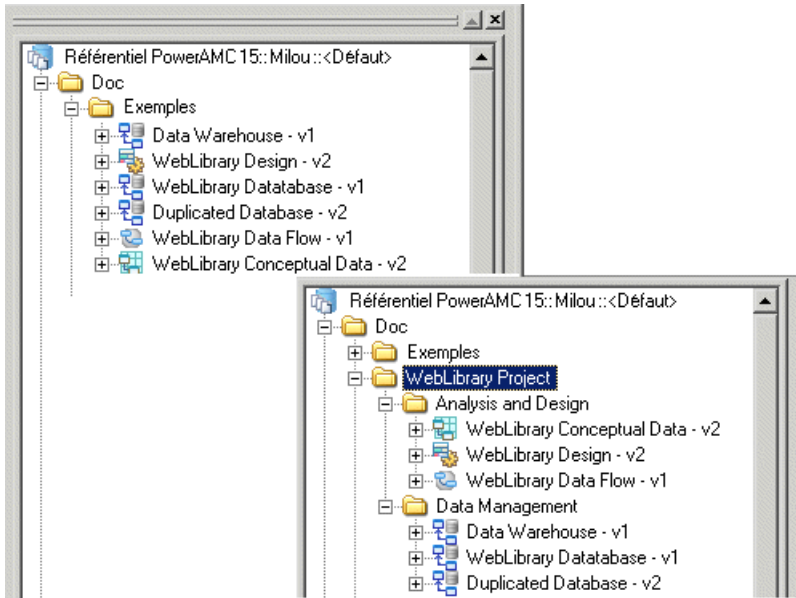 Référentiel PowerAMC 15::Milou::<Défaut>
Doc
Exemples
Data Warehouse - v1
WebLibrary Design - v2
WebLibrary Datatabase - v1
Duplicated Database - v2
WebLibrary Data Flow - v1
WebLibrary Conceptual Data - v2
Référentiel PowerAMC 15::Milou::<Défaut>
Doc
Exemples
WebLibrary Project
Analysis and Design
WebLibrary Conceptual Data - v2
WebLibrary Design - v2
WebLibrary Data Flow - v1
Data Management
Data Warehouse - v1
WebLibrary Datatabase - v1
Duplicated Database - v2